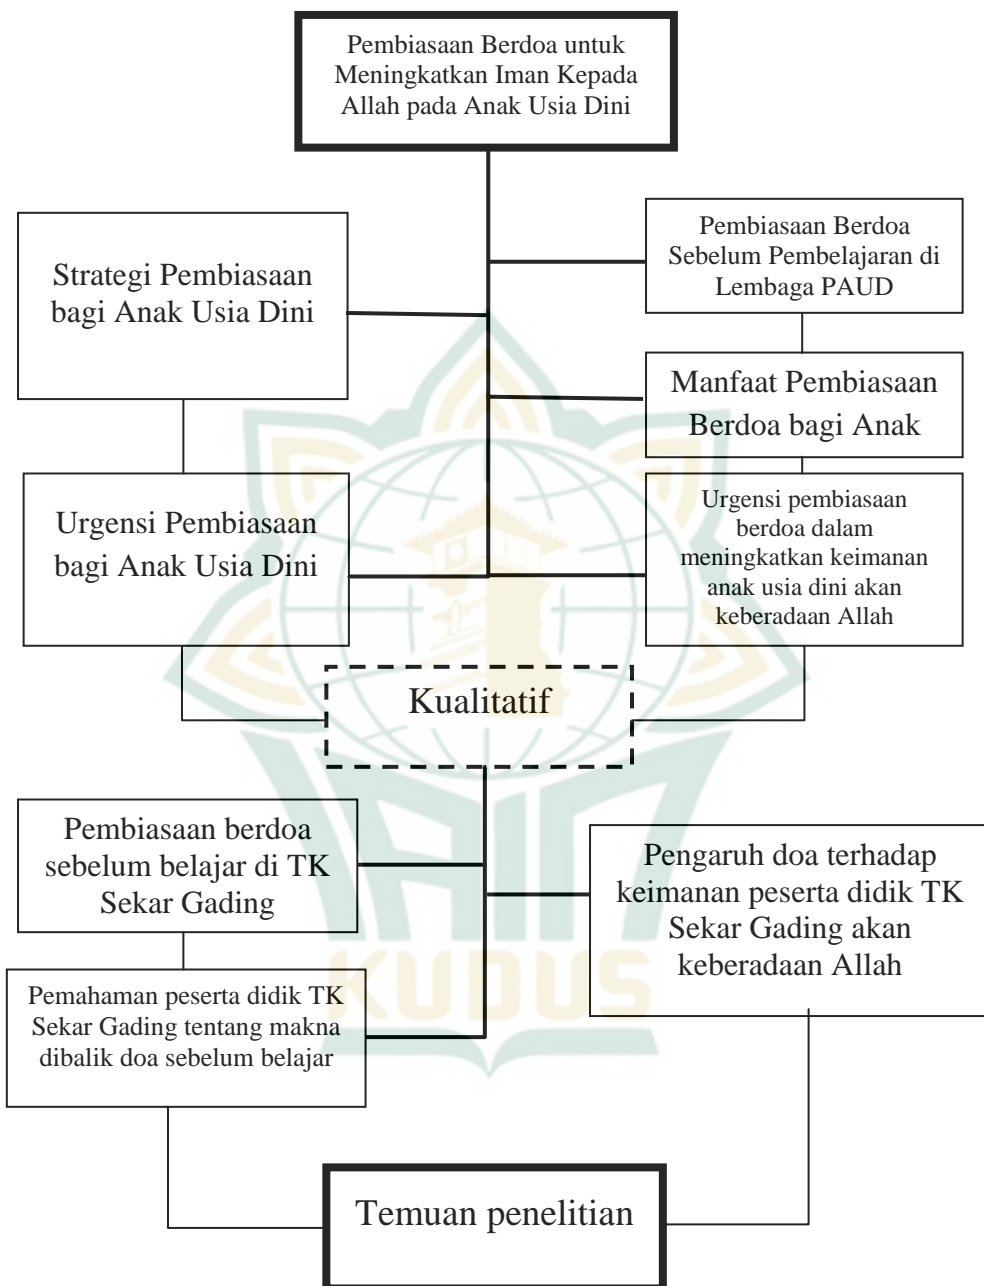 Pembiasaan Berdoa untuk
Meningkatkan Iman Kepada
Allah pada Anak Usia Dini
Strategi Pembiasaan
bagi Anak Usia Dini
Pembiasaan Berdoa
Sebelum Pembelajaran di
Lembaga PAUD
Manfaat Pembiasaan
Berdoa bagi Anak
Urgensi Pembiasaan
bagi Anak Usia Dini
Urgensi pembiasaan
berdoa dalam
meningkatkan keimanan
anak usia dini akan
keberadaan Allah
Kualitatif
Pembiasaan berdoa
sebelum belajar di TK
Sekar Gading
Pengaruh doa terhadap
keimanan peserta didik TK
Sekar Gading akan
keberadaan Allah
Pemahaman peserta didik TK
Sekar Gading tentang makna
dibalik doa sebelum belajar
Temuan penelitian
IAIN
KUDUS